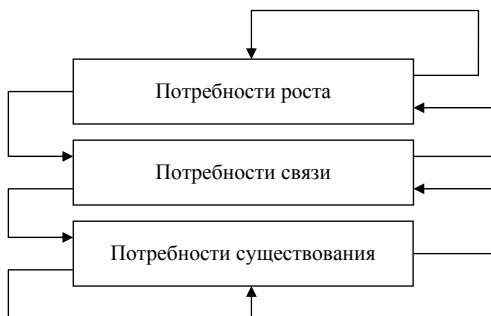 Потребности роста
Потребности связи
Потребности существования